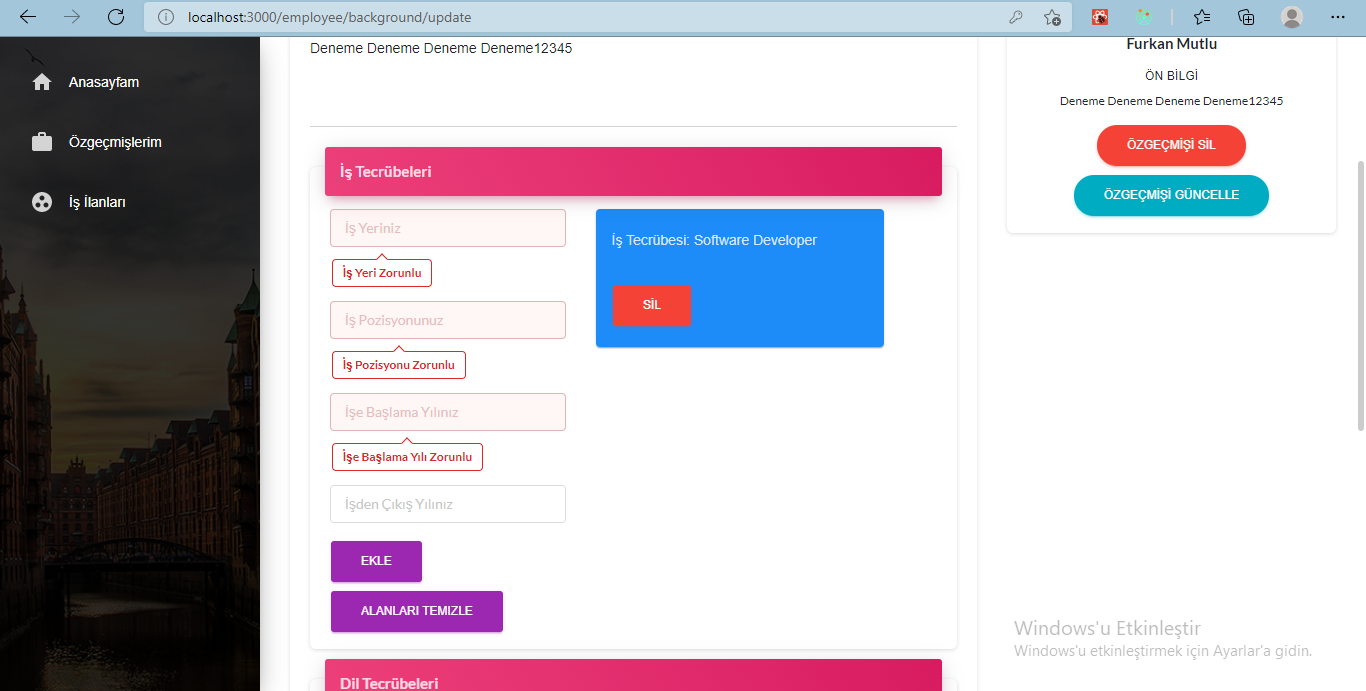 localhost:3000/employee/background/update
Anasayfam
Özgeçmişlerim
İş İlanları
Deneme Deneme Deneme Deneme12345
İş Tecrübeleri
İş Yeriniz
İş Yeri Zorunlu
İş Pozisyonunuz
İş Pozisyonu Zorunlu
İşe Başlama Yılınız
İşe Başlama Yılı Zorunlu
İşden Çıkış Yılınız
EKLE
ALANLARI TEMIZLE
İş Tecrübesi: Software Developer
SİL
Dil Tecrübeleri
Furkan Mutlu
ÖN BİLGİ
Deneme Deneme Deneme Deneme12345
ÖZGEÇMİŞİ SİL
ÖZGEÇMİŞİ GÜNCELLE
Windows'u Etkinleştir
Windows'u etkinleştirmek için Ayarlar'a gidin.